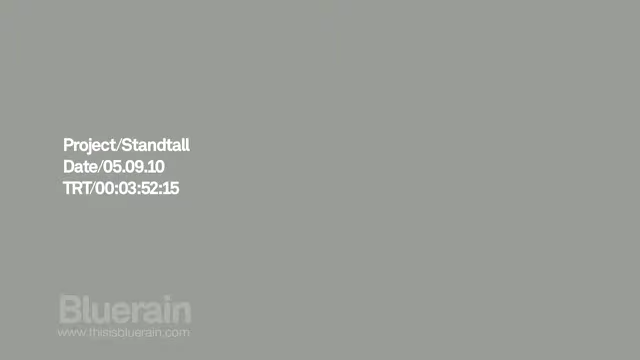 Project/Standtall
Date/05.09.10
TRT/00:03:52:15
Bluerain
www.thisisbluerain.com